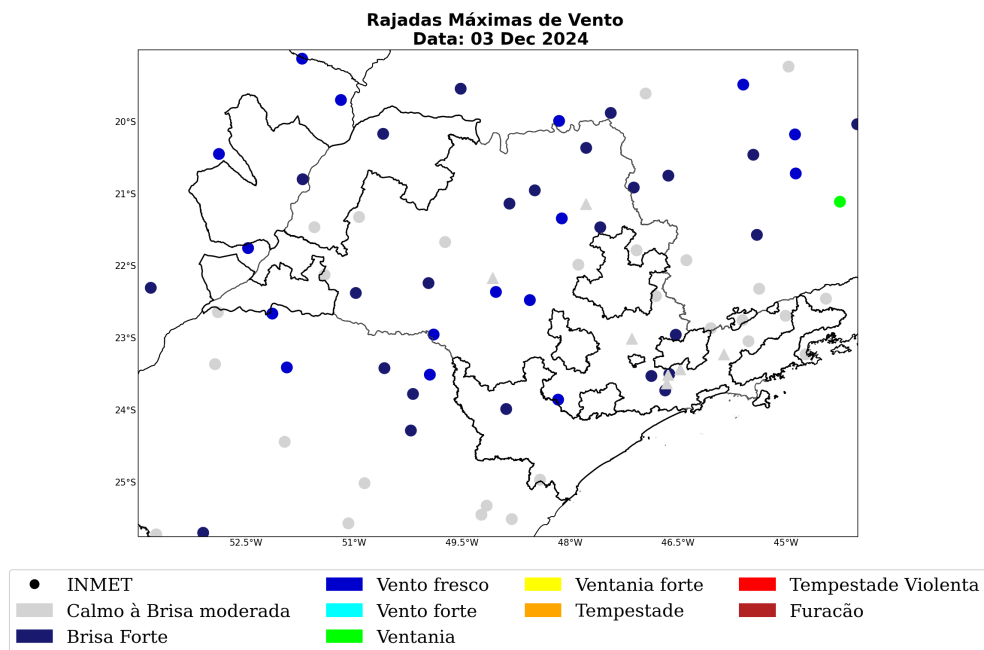 Rajadas Máximas de Vento
Data: 03 Dec 2024
20°S
21°S
22°S
23°S
24°S
25°S
52.5°W
51°W
49.5°W
48°W
46.5°W
45°W
INMET
Calmo à Brisa moderada
Brisa Forte
Vento fresco
Vento forte
Ventania
Ventania forte
Tempestade
Tempestade Violenta
Furacão